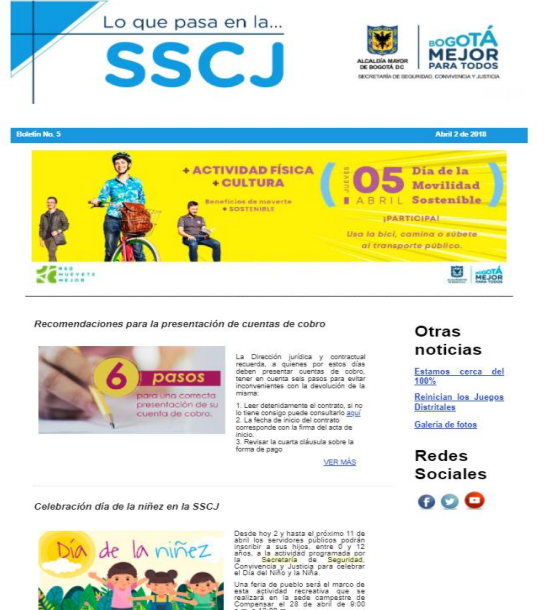 Lo que pasa en la...
SSCJ
ALCALDÍA MAYOR
DE BOGOTÁ D.C
BOGOTÁ
MEJOR
PARA TODOS
SECRETARÍA DE SEGURIDAD, CONVIVENCIA Y JUSTICIA
Boletín No. 5
Abril 2 de 2018
+ ACTIVIDAD FÍSICA
+ CULTURA
Beneficios de moverte
+ SOSTENIBLE
JUEVES
05
ABRIL
Día de la
Movilidad
Sostenible
¡PARTICIPA!
Usa la bici, camina o súbete
al transporte público.
RED
MUÉVETE
MEJOR
BOGOTÁ
MEJOR
Recomendaciones para la presentación de cuentas de cobro
6 pasos
para una correcta
presentación de su
cuenta de cobro.
La Dirección jurídica y contractual
recuerda, a quienes por estos días
deben presentar cuentas de cobro,
tener en cuenta seis pasos para evitar
inconvenientes con la devolución de la
misma:
1. Leer detenidamente el contrato, si no
lo tiene consigo puede consultarlo aquí
2. La fecha de inicio del contrato
corresponde con la firma del acta de
inicio.
3. Revisar la cuarta cláusula sobre la
forma de pago
VER MÁS
Otras
noticias
Estamos cerca del
100%
Reinician los Juegos
Distritales
Galeria de fotos
Redes
Sociales
Celebración día de la niñez en la SSCJ
Día de la niñez
Desde hoy 2 y hasta el próximo 11 de
abril los servidores públicos podrán
inscribir a sus hijos, entre 0 y 12
años, a la actividad programada por
la Secretaría de Seguridad,
Convivencia y Justicia para celebrar
el Día del Niño y la Niña.
Una feria de pueblo será el marco de
esta actividad recreativa que se
realizará en la sede campestre de
Compensar el 28 de abril de 9:00